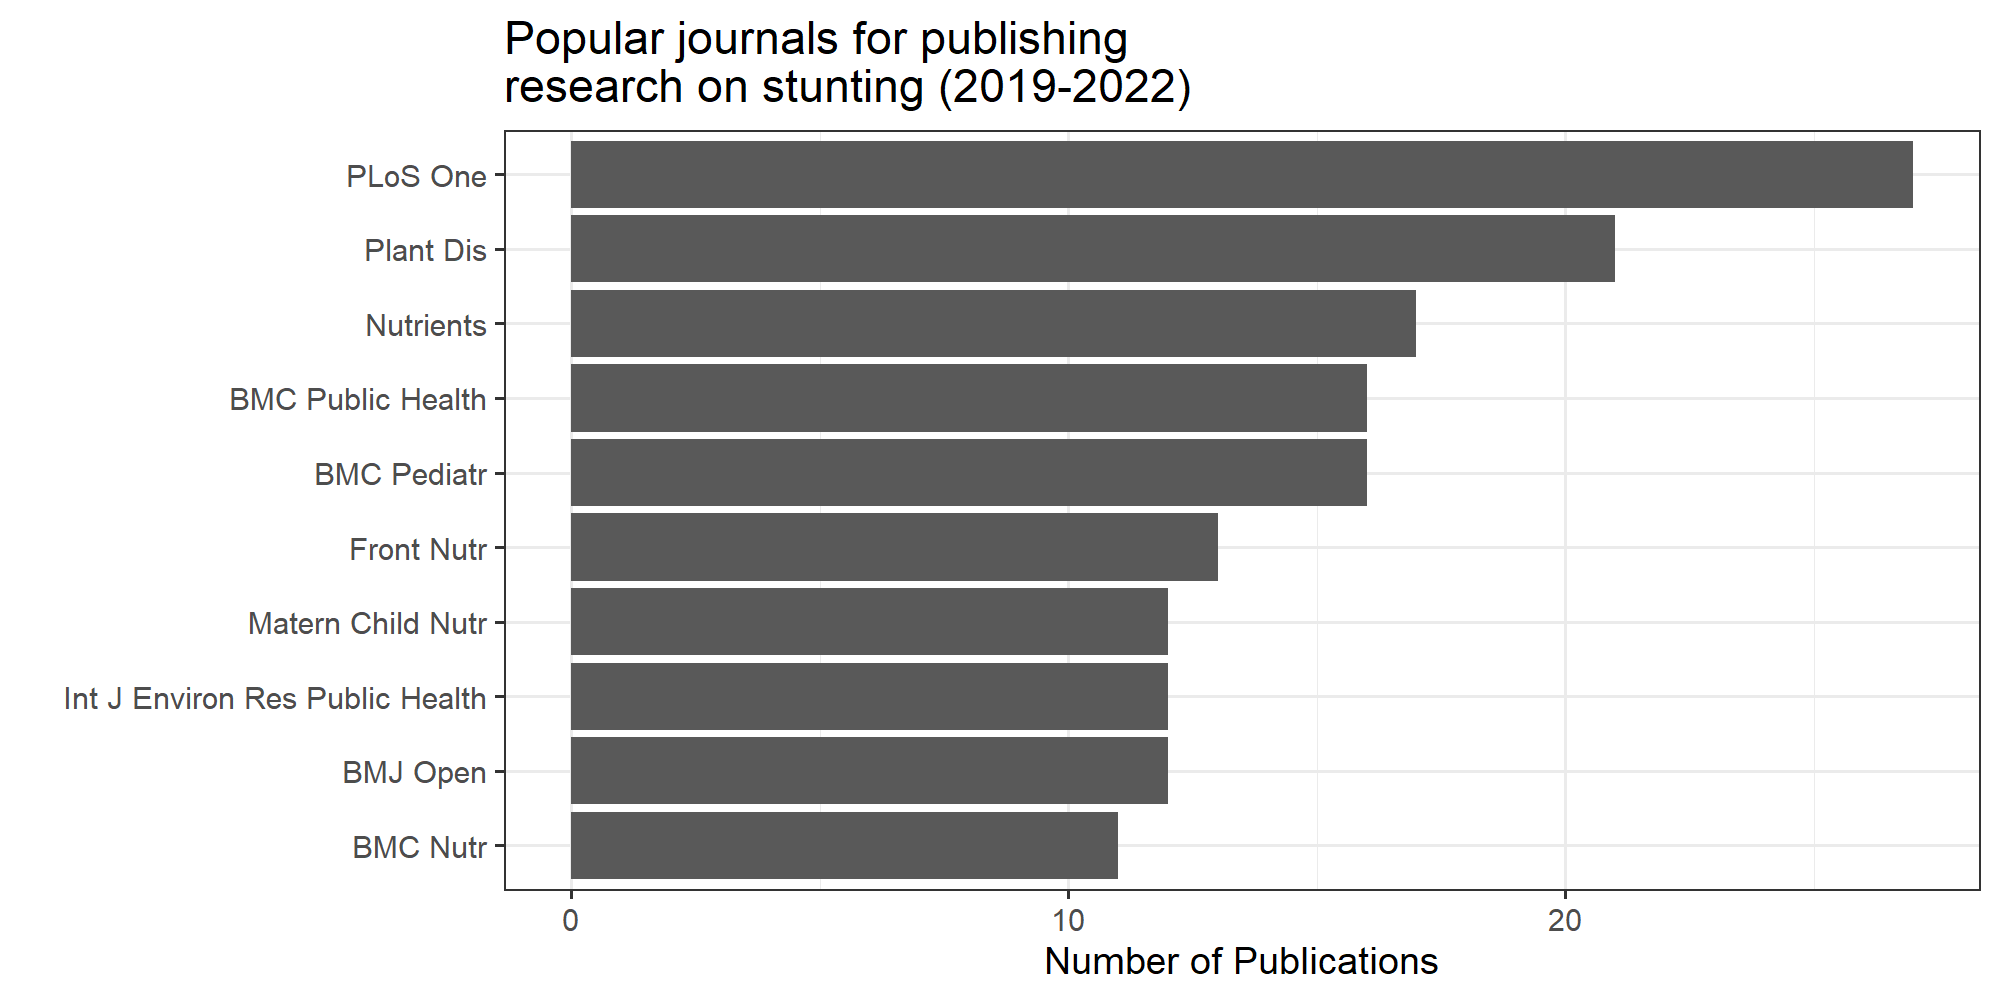 Popular journals for publishing
research on stunting (2019-2022)
PLoS One
Plant Dis
Nutrients
BMC Public Health
BMC Pediatr
Front Nutr
Matern Child Nutr
Int J Environ Res Public Health
BMJ Open
BMC Nutr
0 10 20
Number of Publications